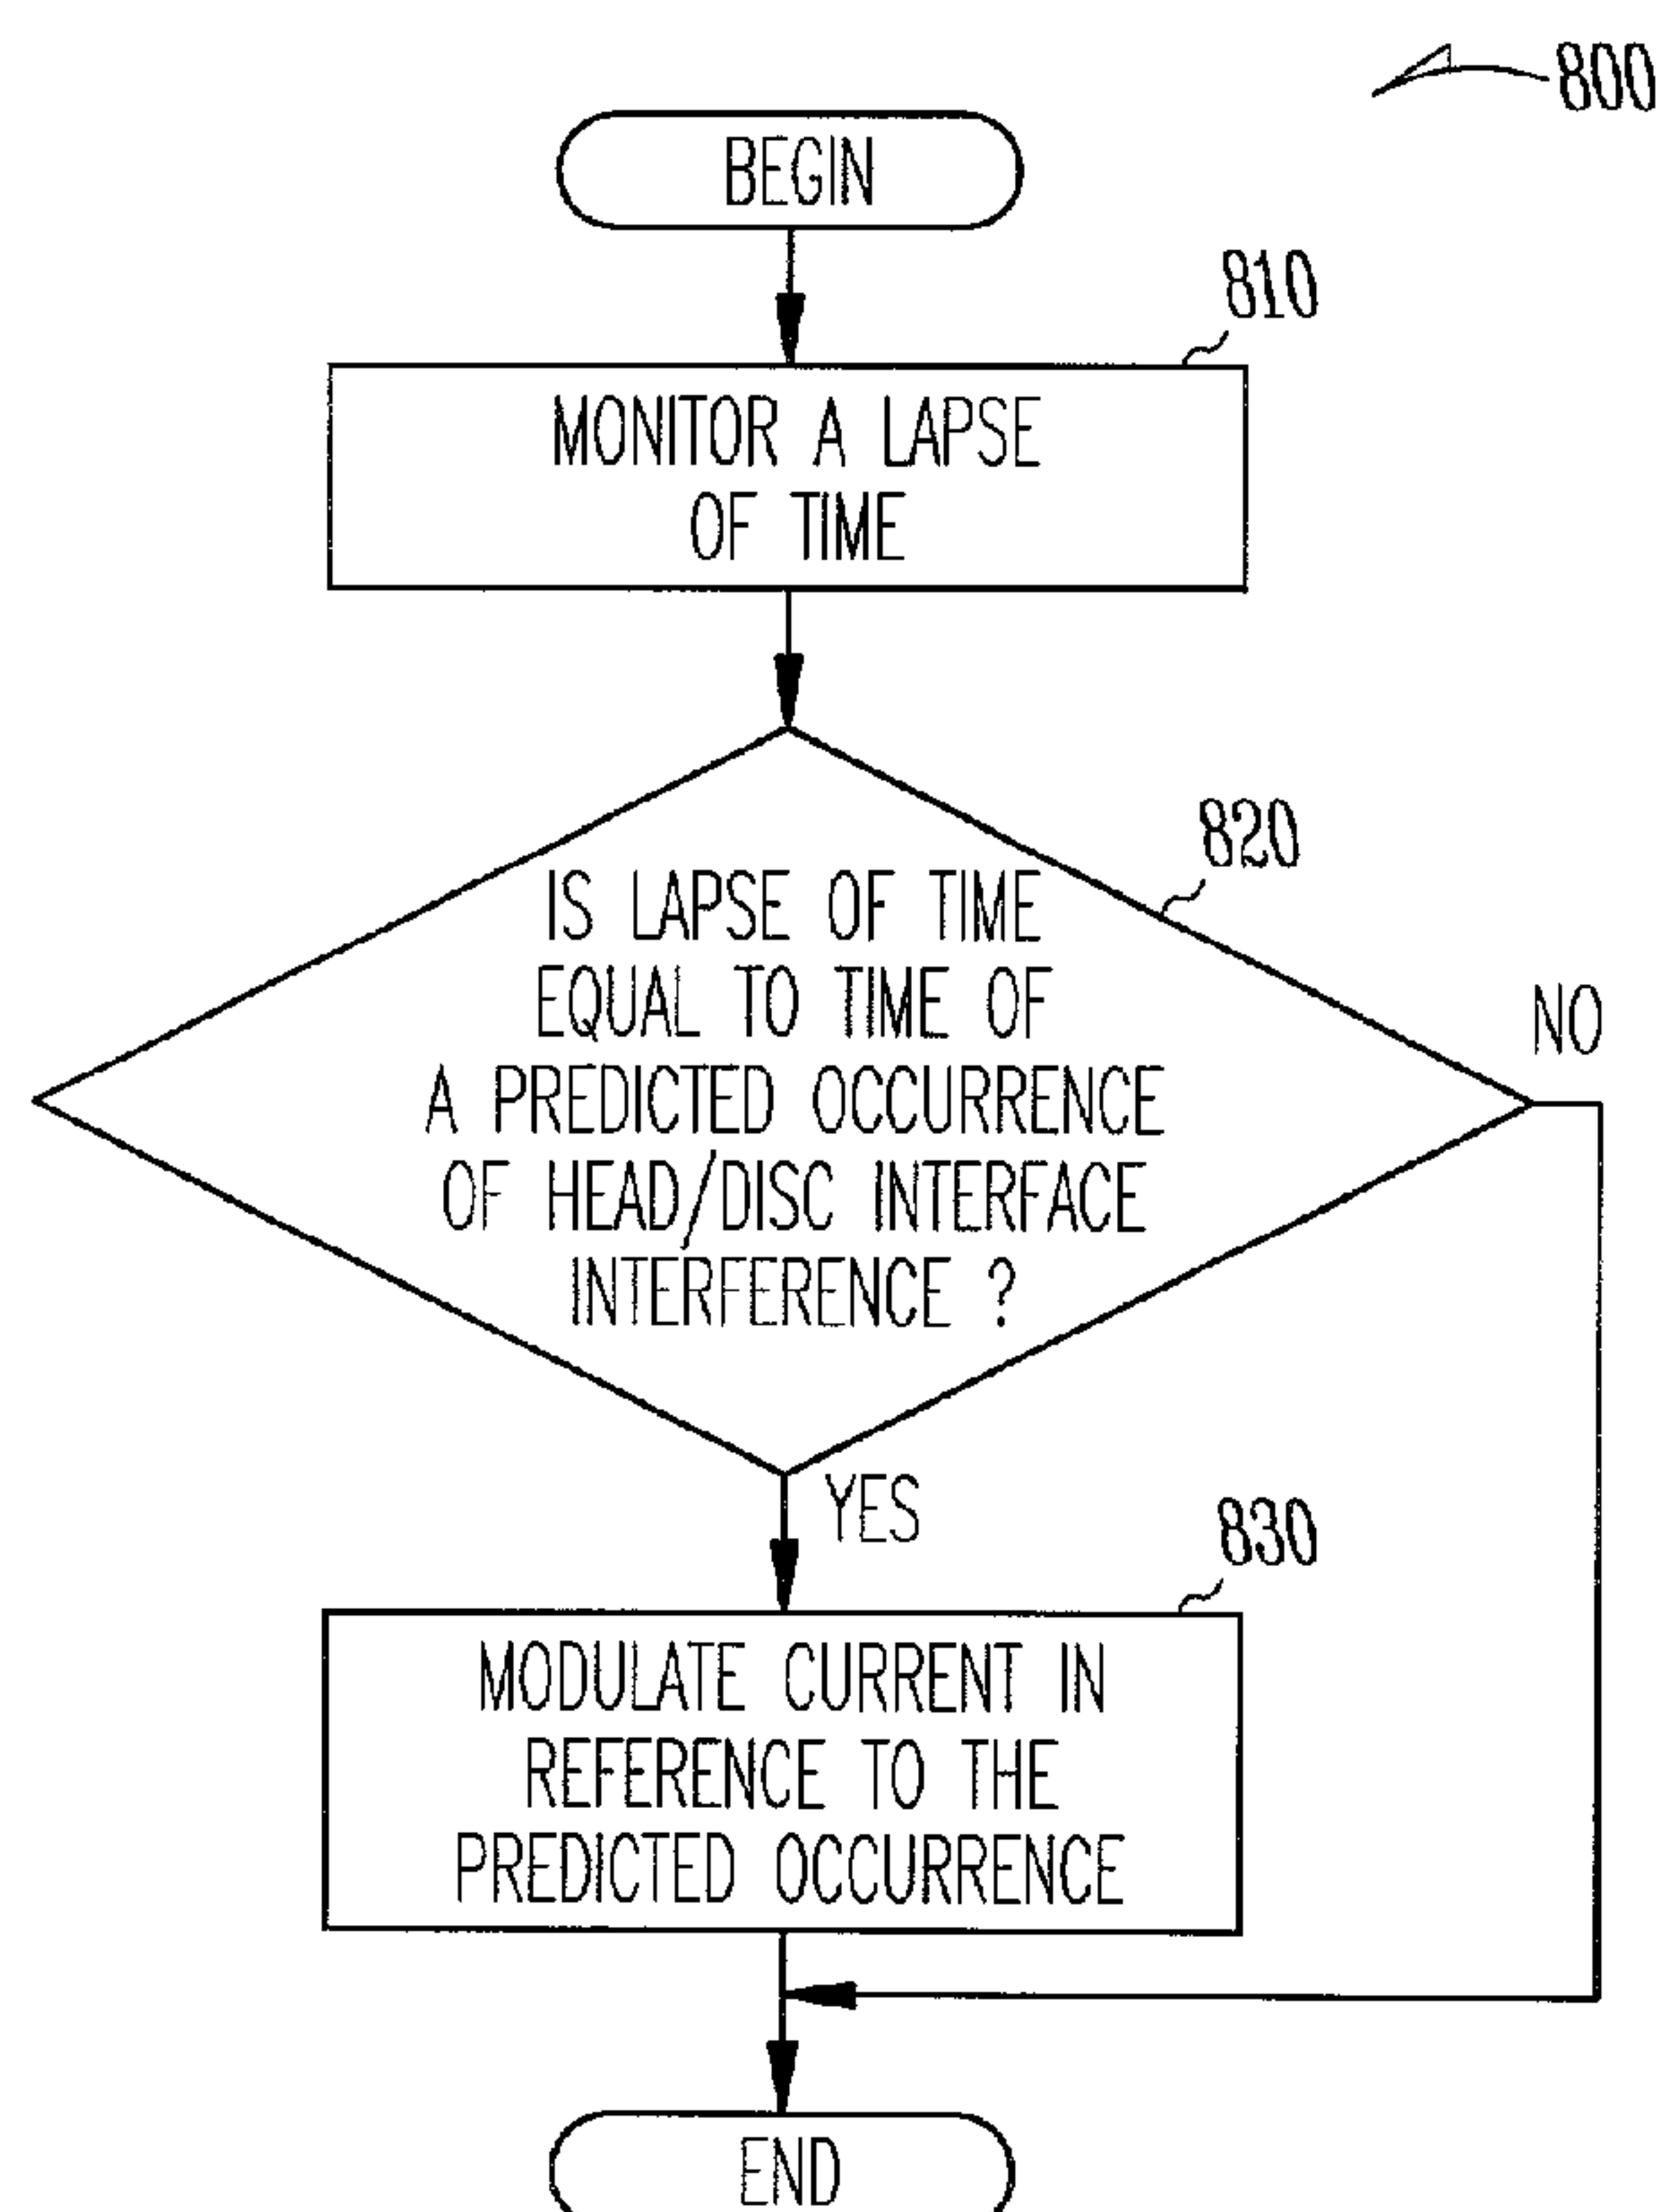 800
BEGIN
810
MONITOR A LAPSE
OF TIME
820
IS LAPSE OF TIME
EQUAL TO TIME OF
A PREDICTED OCCURRENCE
OF HEAD/DISC INTERFACE
INTERFERENCE ?
NO
YES
830
MODULATE CURRENT IN
REFERENCE TO THE
PREDICTED OCCURRENCE
END